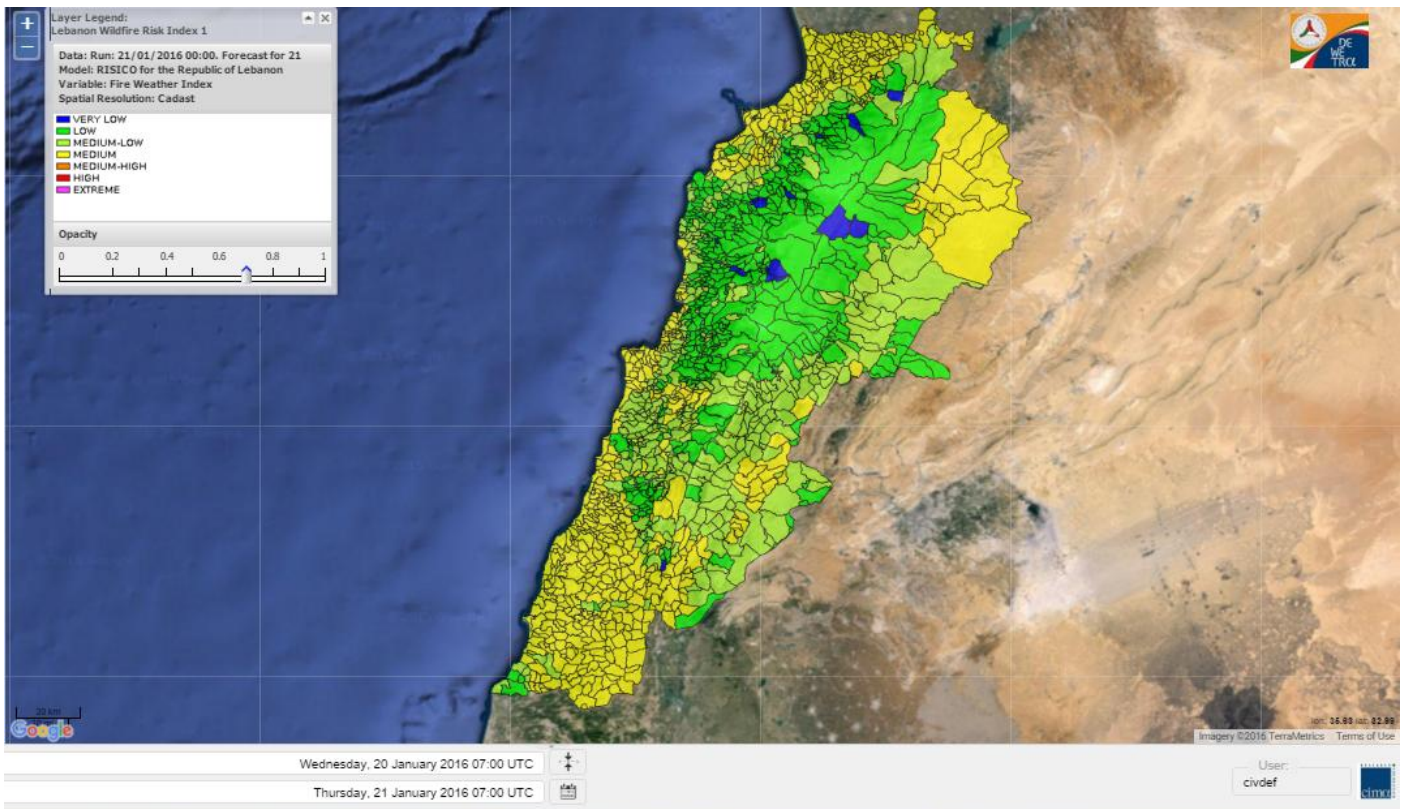 +
−
Layer Legend:
Lebanon Wildfire Risk Index 1
Data: Run: 21/01/2016 00:00. Forecast for 21
Model: RISICO for the Republic of Lebanon
Variable: Fire Weather Index
Spatial Resolution: Cadast
VERY LOW
LOW
MEDIUM-LOW
MEDIUM
MEDIUM-HIGH
HIGH
EXTREME
Opacity
0 0.2 0.4 0.6 0.8 1
DE
WE
TRα
20 km
Google
Imagery ©2016 TerraMetrics Terms of Use
Wednesday, 20 January 2016 07:00 UTC
Thursday, 21 January 2016 07:00 UTC
User:
civdef
cima